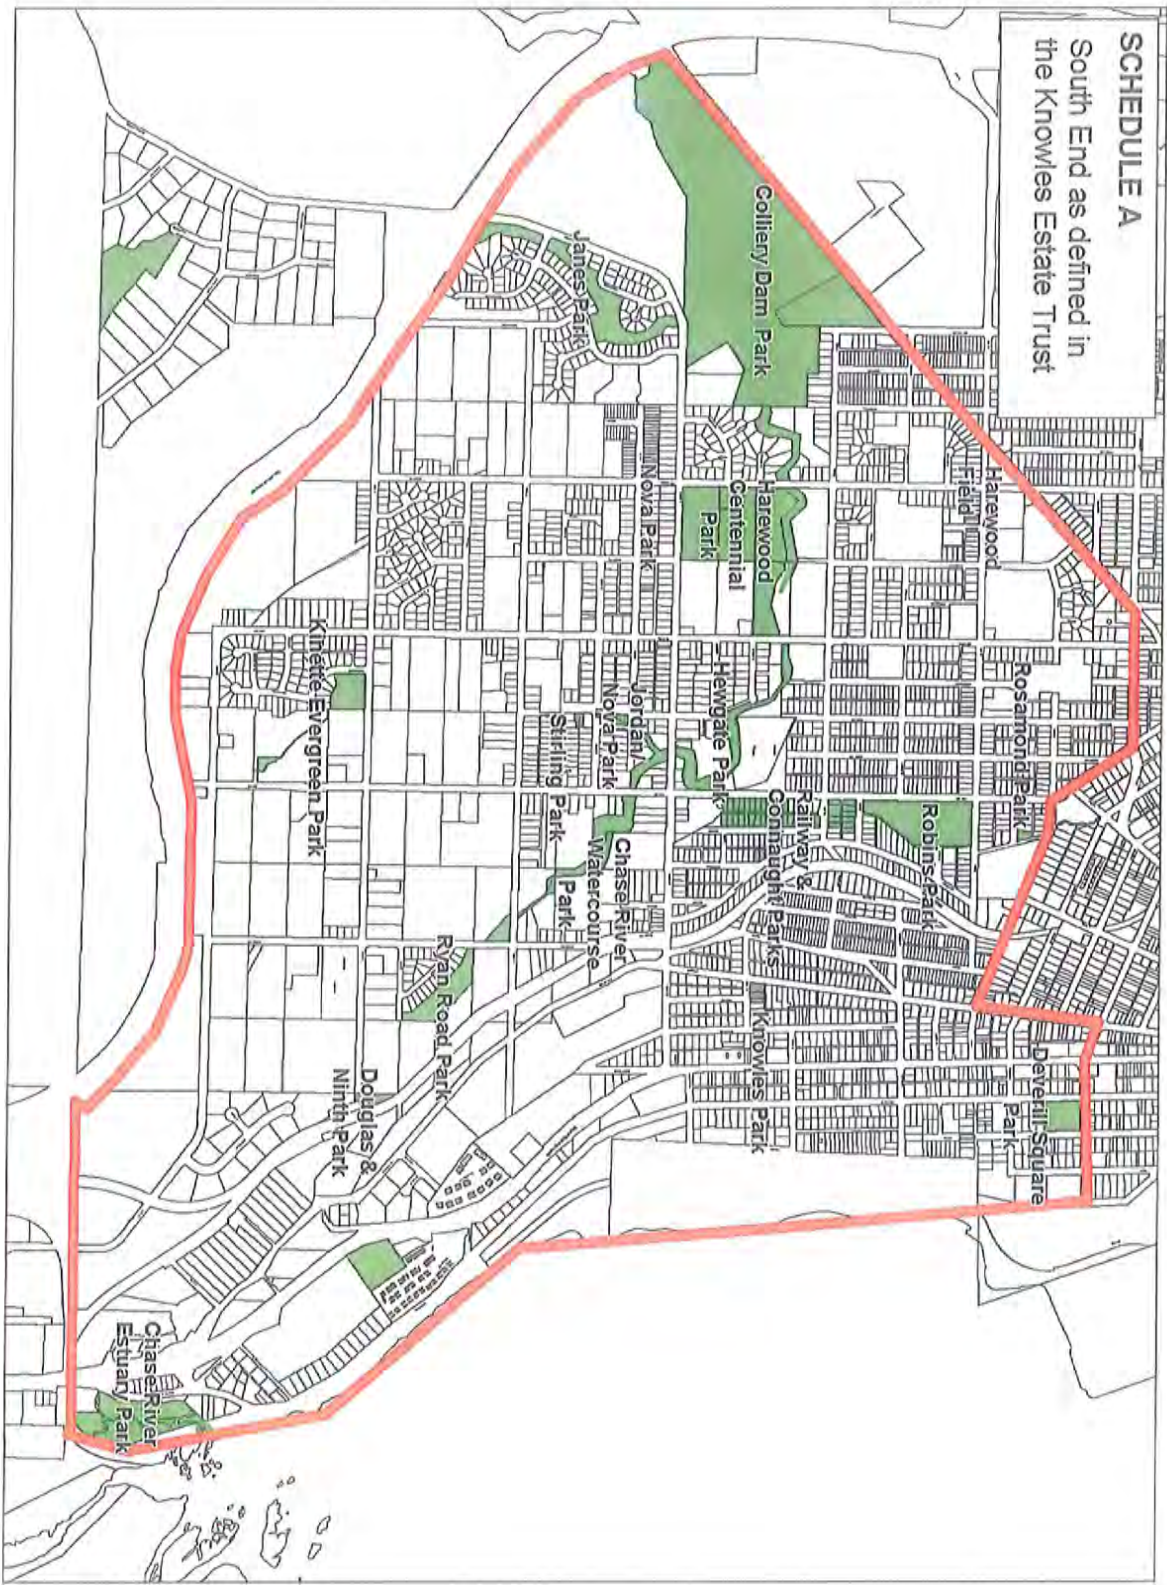 SCHEDULE A
South End as defined in
the Knowles Estate Trust
Colliery Dam Park
Janes Park
Harewood
Field
Harewood
Centennial
Park
Nova Park
Rosamond Park
Hewgate Park
Jordan/
Nova Park
Stirling Park
Kinette-Evergreen Park
Robins Park
Railway &
Connaught Parks
Chase River
Watercourse
Park
Ryan Road Park
Knowles Park
Deverill Square
Park
Douglas &
Ninth Park
Chase River
Estuary Park